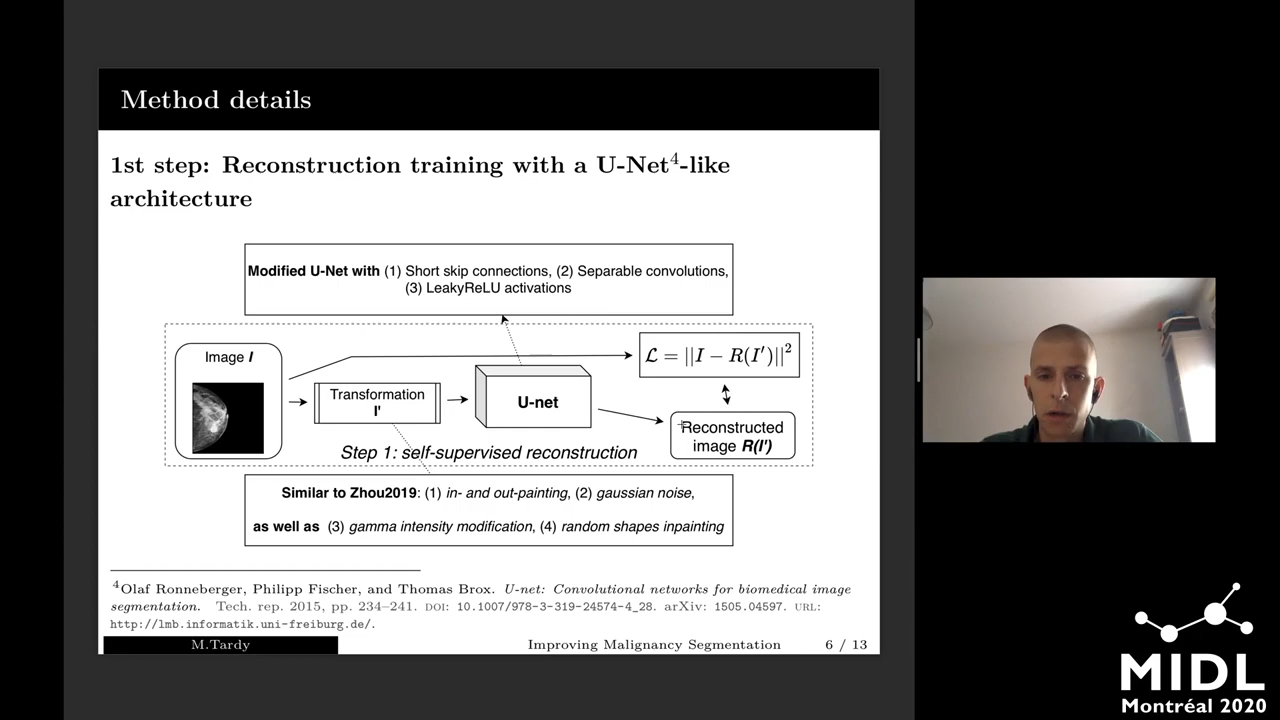 Method details
1st step: Reconstruction training with a U-Net4-like
architecture
Modified U-Net with (1) Short skip connections, (2) Separable convolutions,
(3) LeakyReLU activations
Image I
Transformation
I'
U-net
L = ||I − R(I')||²
Reconstructed
image R(I')
Step 1: self-supervised reconstruction
Similar to Zhou2019: (1) in- and out-painting, (2) gaussian noise,
as well as (3) gamma intensity modification, (4) random shapes inpainting
4Olaf Ronneberger, Philipp Fischer, and Thomas Brox. U-net: Convolutional networks for biomedical image
segmentation. Tech. rep. 2015, pp. 234–241. DOI: 10.1007/978-3-319-24574-4_28. arXiv: 1505.04597. URL:
http://lmb.informatik.uni-freiburg.de/.
M.Tardy Improving Malignancy Segmentation 6 / 13
MIDL
Montréal 2020